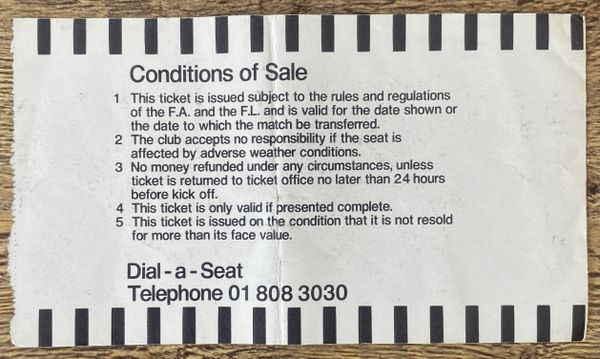 Conditions of Sale
1 This ticket is issued subject to the rules and regulations
of the F.A. and the F.L. and is valid for the date shown or
the date to which the match be transferred.
2 The club accepts no responsibility if the seat is
affected by adverse weather conditions.
3 No money refunded under any circumstances, unless
ticket is returned to ticket office no later than 24 hours
before kick off.
4 This ticket is only valid if presented complete.
5 This ticket is issued on the condition that it is not resold
for more than its face value.
Dial-a-Seat
Telephone 01 808 3030